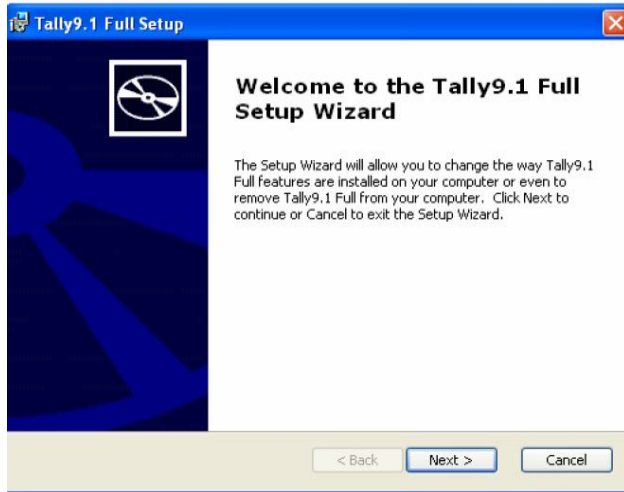 Tally9.1 Full Setup
Welcome to the Tally9.1 Full
Setup Wizard
The Setup Wizard will allow you to change the way Tally9.1
Full features are installed on your computer or even to
remove Tally9.1 Full from your computer.  Click Next to
continue or Cancel to exit the Setup Wizard.
< Back
Next >
Cancel